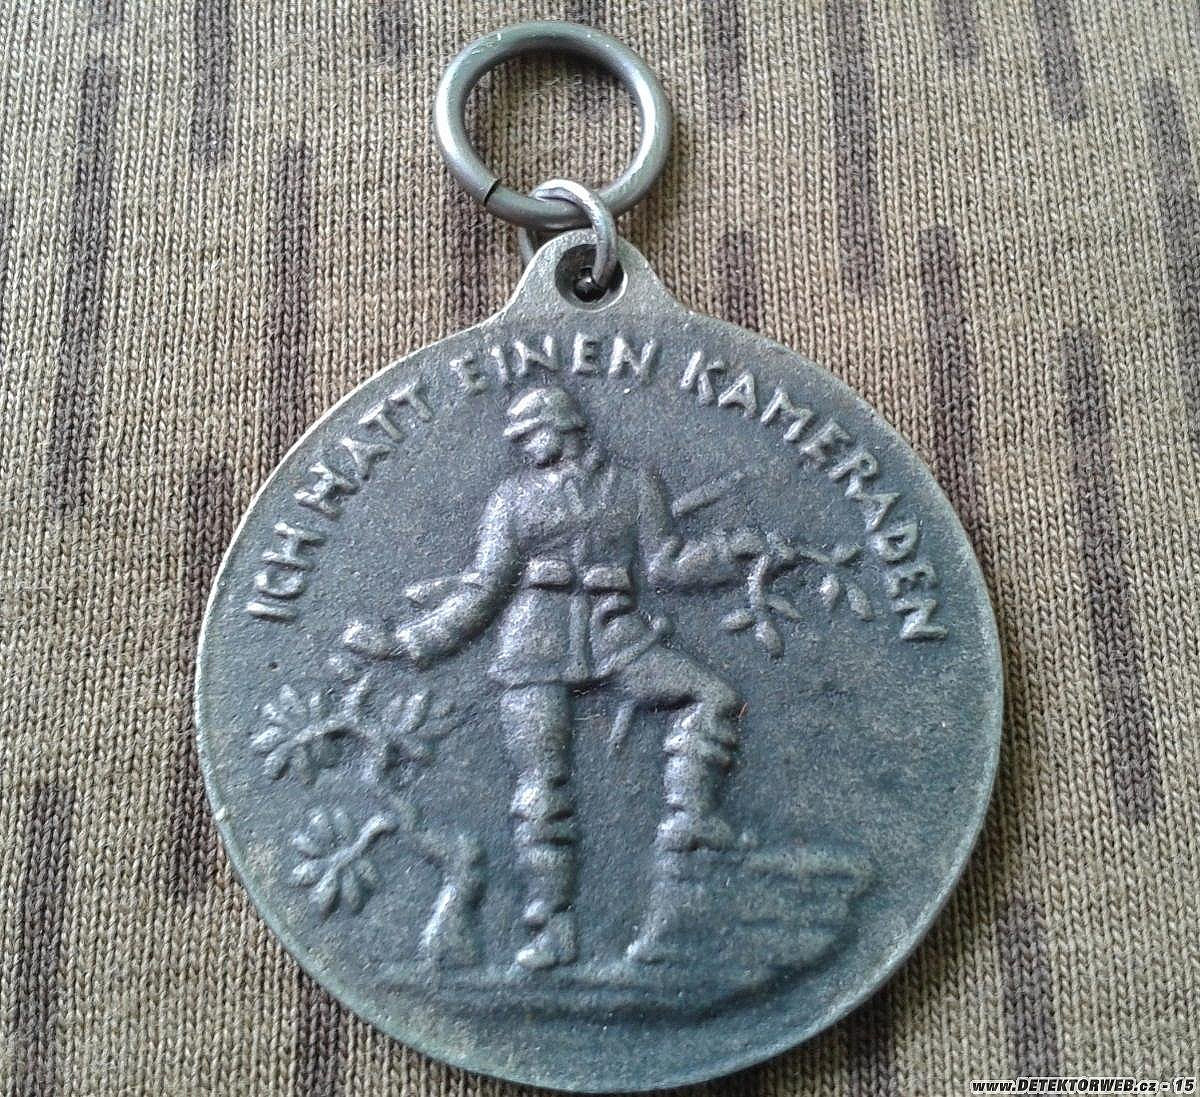 ICH HATT EINEN KAMERADEN
www.DETEKTORWEB.cz - 15